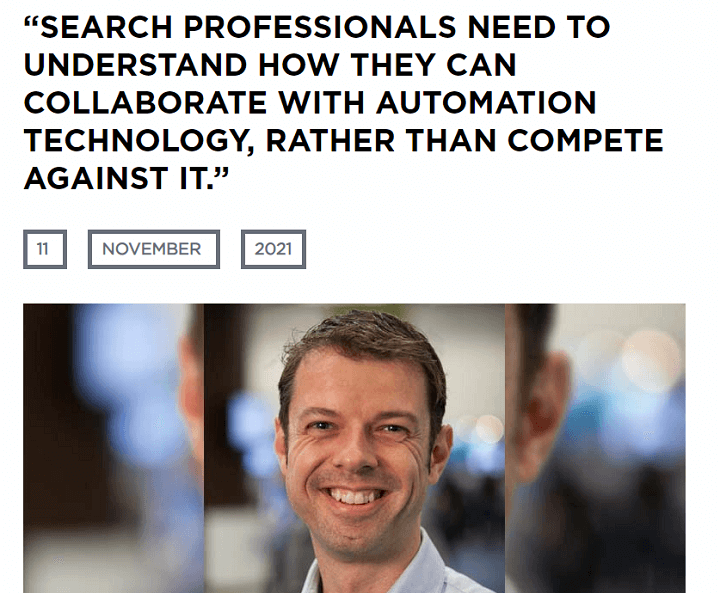 “SEARCH PROFESSIONALS NEED TO
UNDERSTAND HOW THEY CAN
COLLABORATE WITH AUTOMATION
TECHNOLOGY, RATHER THAN COMPETE
AGAINST IT.”
11 NOVEMBER 2021